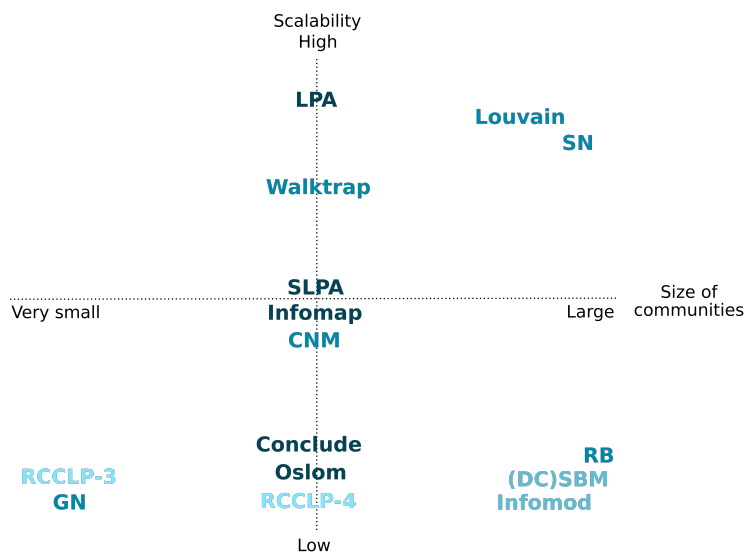 Scalability
High
LPA
Louvain
SN
Walktrap
SLPA
Very small
Infomap
Large
Size of
communities
CNM
Conclude
RB
Oslom
RCCLP-3
(DC)SBM
GN
RCCLP-4
Infomod
Low